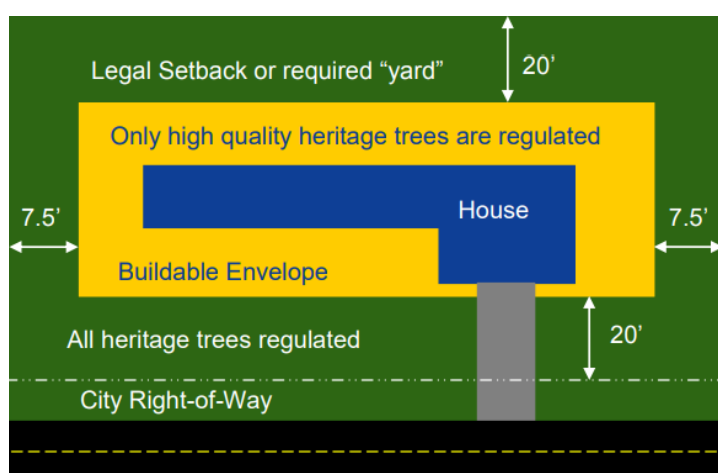 Legal Setback or required “yard”
20’
Only high quality heritage trees are regulated
House
7.5’
7.5’
Buildable Envelope
All heritage trees regulated
20’
City Right-of-Way